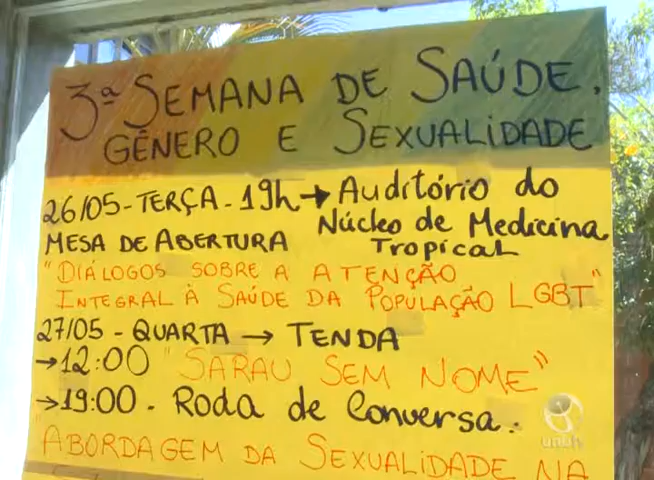 3ª SEMANA DE SAÚDE,
GÊNERO E SEXUALIDADE
26/05 - TERÇA - 19h → Auditório do
Núcleo de Medicina
MESA DE ABERTURA Tropical
"DIÁLOGOS SOBRE A ATENÇÃO
INTEGRAL À SAÚDE DA POPULAÇÃO LGBT"
27/05 - QUARTA → TENDA
→ 12:00 "SARAU SEM NOME"
→ 19:00 - Roda de Conversa:
"ABORDAGEM DA SEXUALIDADE NA